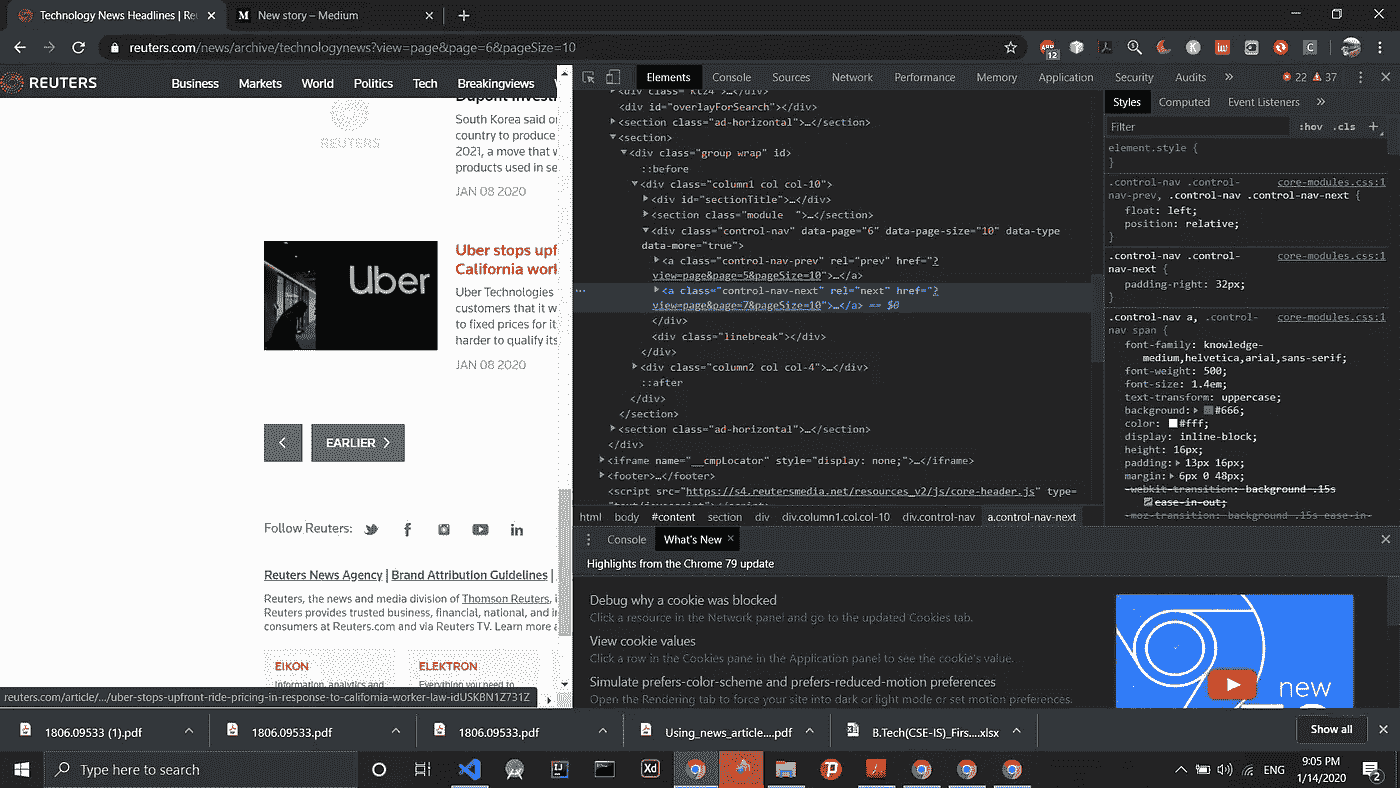 Technology News Headlines | Re
New story – Medium
reuters.com/news/archive/technologynews?view=page&page=6&pageSize=10
12
REUTERS
Business Markets World Politics Tech Breakingviews
South Korea said o
country to produce
2021, a move that w
products used in se
JAN 08 2020
REUTERS
Uber
Uber stops upf
California worl
Uber Technologies
customers that it w
to fixed prices for it
harder to qualify its
JAN 08 2020
EARLIER
Follow Reuters:
Reuters News Agency | Brand Attribution Guidelines |
Reuters, the news and media division of Thomson Reuters, i
Reuters provides trusted business, financial, national, and in
consumers at Reuters.com and via Reuters TV. Learn more a
EIKON ELEKTRON
Information, analytics and Everything you need to
reuters.com/article/.../uber-stops-upfront-ride-pricing-in-response-to-california-worker-law-idUSKBN1Z731Z
Elements Console Sources Network Performance Memory Application Security Audits » 22 37
<div id="overlayForSearch"></div>
<section class="ad-horizontal">…</section>
<section>
<div class="group wrap" id>
::before
<div class="column1 col col-10">
<div id="sectionTitle">…</div>
<section class="module  ">…</section>
<div class="control-nav" data-page="6" data-page-size="10" data-type
data-more="true">
<a class="control-nav-prev" rel="prev" href="?
view=page&page=5&pageSize=10">…</a>
<a class="control-nav-next" rel="next" href="?
view=page&page=7&pageSize=10">…</a> == $0
</div>
<div class="linebreak"></div>
</div>
<div class="column2 col col-4">…</div>
::after
</div>
</section>
<section class="ad-horizontal">…</section>
</div>
<iframe name="__cmpLocator" style="display: none;">…</iframe>
<footer>…</footer>
<script src="https://s4.reutersmedia.net/resources_v2/js/core-header.js" type=
html body #content section div div.column1.col.col-10 div.control-nav a.control-nav-next
Styles Computed Event Listeners »
Filter :hov .cls +
element.style {
}
.control-nav .control- core-modules.css:1
nav-prev, .control-nav .control-nav-next {
float: left;
position: relative;
}
.control-nav .control- core-modules.css:1
nav-next {
padding-right: 32px;
}
.control-nav a, .control- core-modules.css:1
nav span {
font-family: knowledge-
medium,helvetica,arial,sans-serif;
font-weight: 500;
font-size: 1.4em;
text-transform: uppercase;
background: #666;
color: #fff;
display: inline-block;
height: 16px;
padding: 13px 16px;
margin: 6px 0 48px;
-webkit-transition: background .15s
ease-in-out;
-moz-transition: background .15s ease-in-
Console What's New
Highlights from the Chrome 79 update
Debug why a cookie was blocked
Click a resource in the Network panel and go to the updated Cookies tab.
View cookie values
Click a row in the Cookies pane in the Application panel to see the cookie's value.
Simulate prefers-color-scheme and prefers-reduced-motion preferences
Open the Rendering tab to force your site into dark or light mode or set motion preferences.
new
1806.09533 (1).pdf 1806.09533.pdf 1806.09533.pdf Using_news_article....pdf B.Tech(CSE-IS)_Firs....xlsx Show all
Type here to search
Xd
ENG
9:05 PM
1/14/2020
2